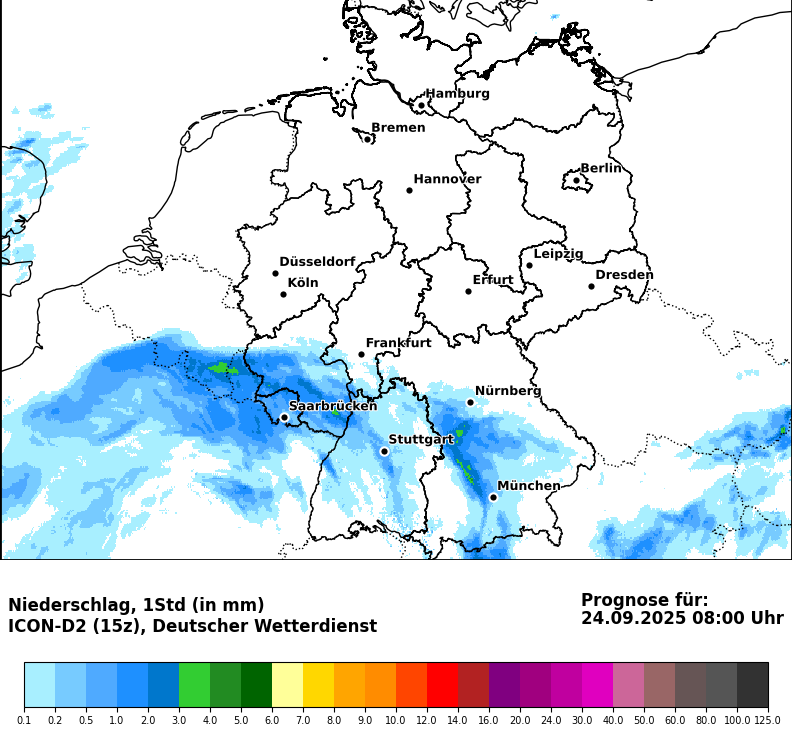 Hamburg
Bremen
Berlin
Hannover
Leipzig
Düsseldorf
Dresden
Köln
Erfurt
Frankfurt
Nürnberg
Saarbrücken
Stuttgart
München
Niederschlag, 1Std (in mm)
ICON-D2 (15z), Deutscher Wetterdienst
Prognose für:
24.09.2025 08:00 Uhr
0.1 0.2 0.5 1.0 2.0 3.0 4.0 5.0 6.0 7.0 8.0 9.0 10.0 12.0 14.0 16.0 20.0 24.0 30.0 40.0 50.0 60.0 80.0 100.0 125.0